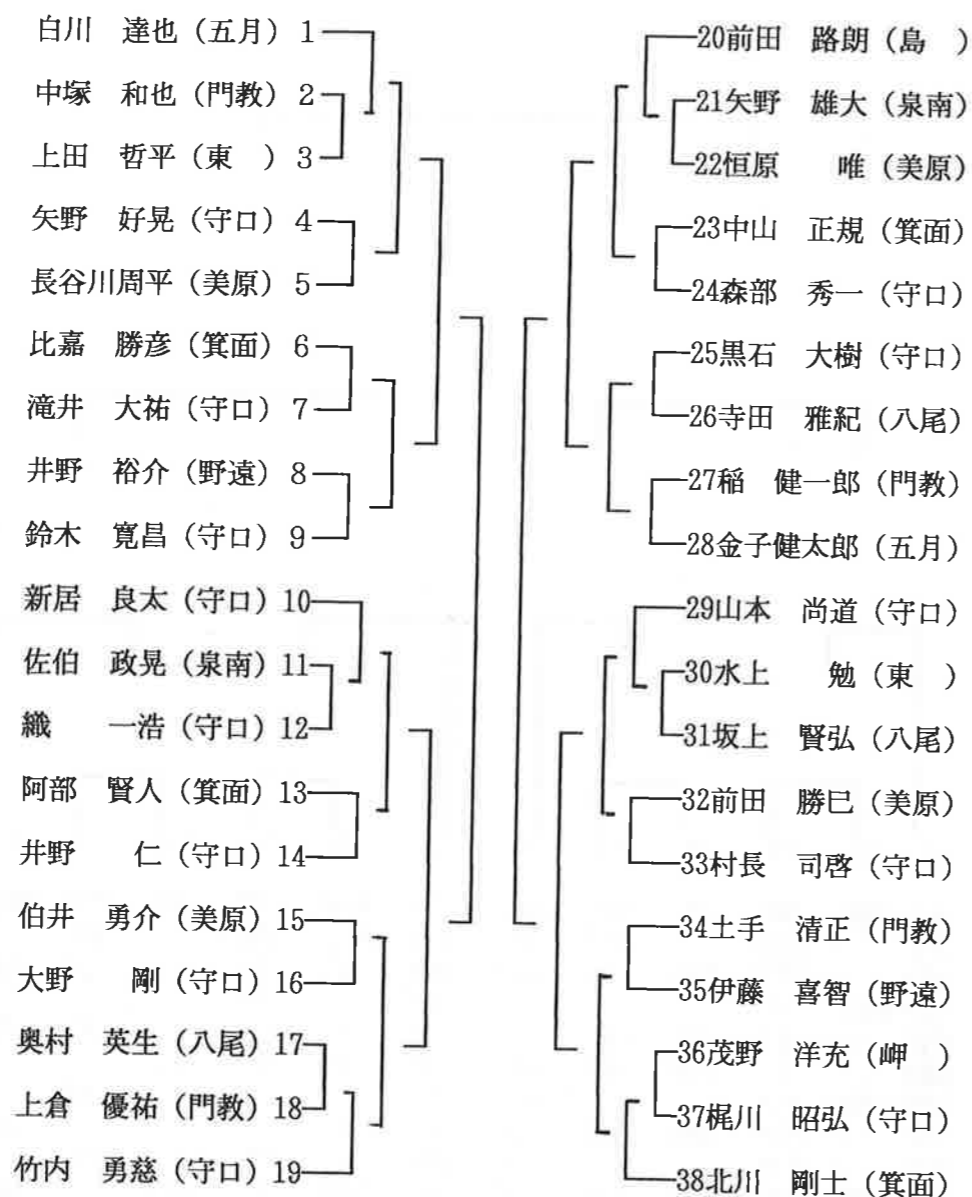 白川　達也（五月）1
中塚　和也（門教）2
上田　哲平（東　）3
矢野　好晃（守口）4
長谷川周平（美原）5
比嘉　勝彦（箕面）6
滝井　大祐（守口）7
井野　裕介（野遠）8
鈴木　寛昌（守口）9
新居　良太（守口）10
佐伯　政晃（泉南）11
織　　一浩（守口）12
阿部　賢人（箕面）13
井野　　仁（守口）14
伯井　勇介（美原）15
大野　　剛（守口）16
奥村　英生（八尾）17
上倉　優祐（門教）18
竹内　勇慈（守口）19
20前田　路朗（島　）
21矢野　雄大（泉南）
22恒原　　唯（美原）
23中山　正規（箕面）
24森部　秀一（守口）
25黒石　大樹（守口）
26寺田　雅紀（八尾）
27稲　健一郎（門教）
28金子健太郎（五月）
29山本　尚道（守口）
30水上　　勉（東　）
31坂上　賢弘（八尾）
32前田　勝巳（美原）
33村長　司啓（守口）
34土手　清正（門教）
35伊藤　喜智（野遠）
36茂野　洋充（岬　）
37梶川　昭弘（守口）
38北川　剛士（箕面）